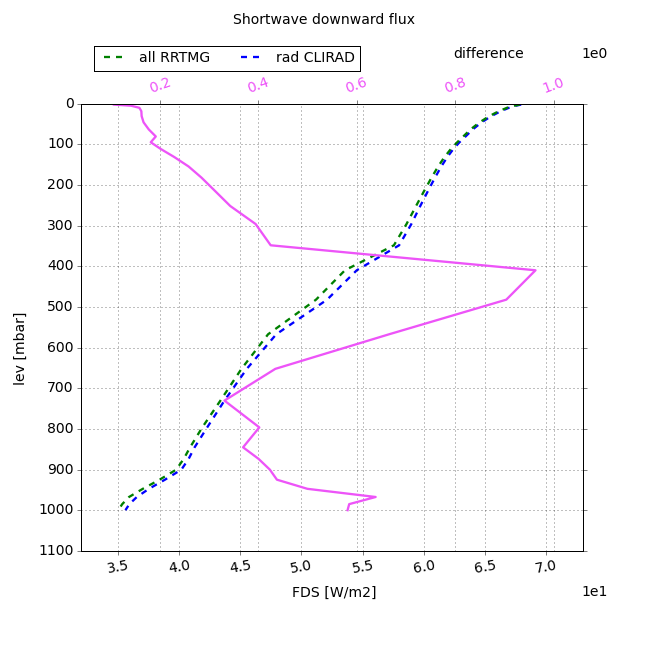 Shortwave downward flux
all RRTMG rad CLIRAD difference 1e0
0.2 0.4 0.6 0.8 1.0
0
100
200
300
400
500
600
700
800
900
1000
1100
lev [mbar]
3.5 4.0 4.5 5.0 5.5 6.0 6.5 7.0
FDS [W/m2] 1e1